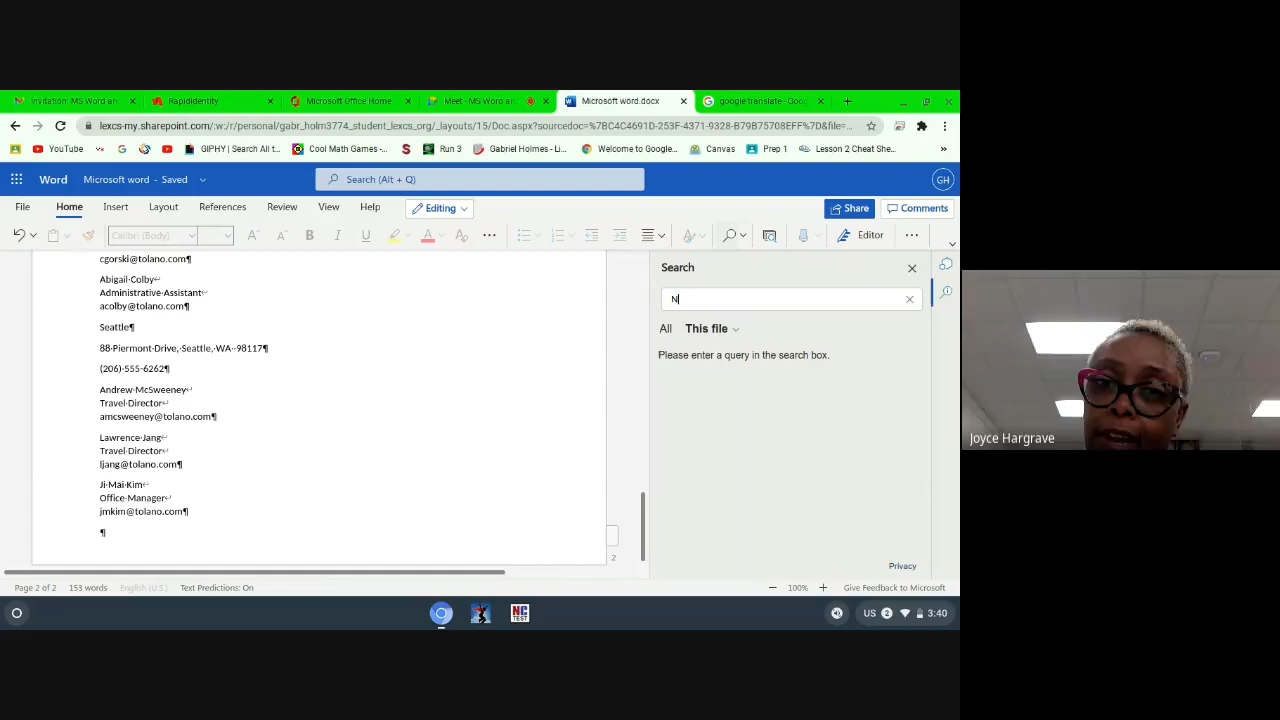 Invitation: MS Word an
RapidIdentity
Microsoft Office Home
Meet - MS Word an
Microsoft word.docx
google translate - Goo
lexcs-my.sharepoint.com/:w:/r/personal/gabr_holm3774_student_lexcs_org/_layouts/15/Doc.aspx?sourcedoc=%7BC4C4691D-253F-4371-9328-B79B75708EFF%7D&file=...
YouTube
GIPHY | Search All t...
Cool Math Games -...
Run 3
Gabriel Holmes - Li...
Welcome to Google...
Canvas
Prep 1
Lesson 2 Cheat She...
Word
Microsoft word - Saved
Search (Alt + Q)
GH
File
Home
Insert
Layout
References
Review
View
Help
Editing
Share
Comments
Calibri (Body)
B
I
U
Editor
cgorski@tolano.com¶
Abigail·Colby↵
Administrative·Assistant↵
acolby@tolano.com¶
Seattle¶
88·Piermont·Drive,·Seattle,·WA··98117¶
(206)·555-6262¶
Andrew·McSweeney↵
Travel·Director↵
amcsweeney@tolano.com¶
Lawrence·Jang↵
Travel·Director↵
ljang@tolano.com¶
Ji·Mai·Kim↵
Office·Manager↵
jmkim@tolano.com¶
¶
2
Search
N
All
This file
Please enter a query in the search box.
Privacy
Page 2 of 2
153 words
English (U.S.)
Text Predictions: On
100%
Give Feedback to Microsoft
NC
TEST
US
2
3:40
Joyce Hargrave